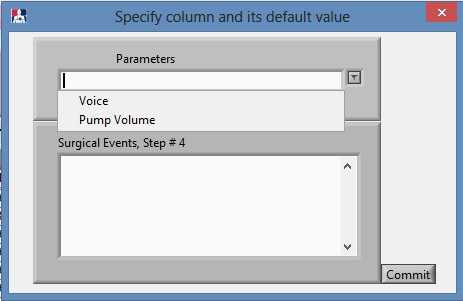 Specify column and its default value
Parameters
Voice
Pump Volume
Surgical Events, Step # 4
Commit